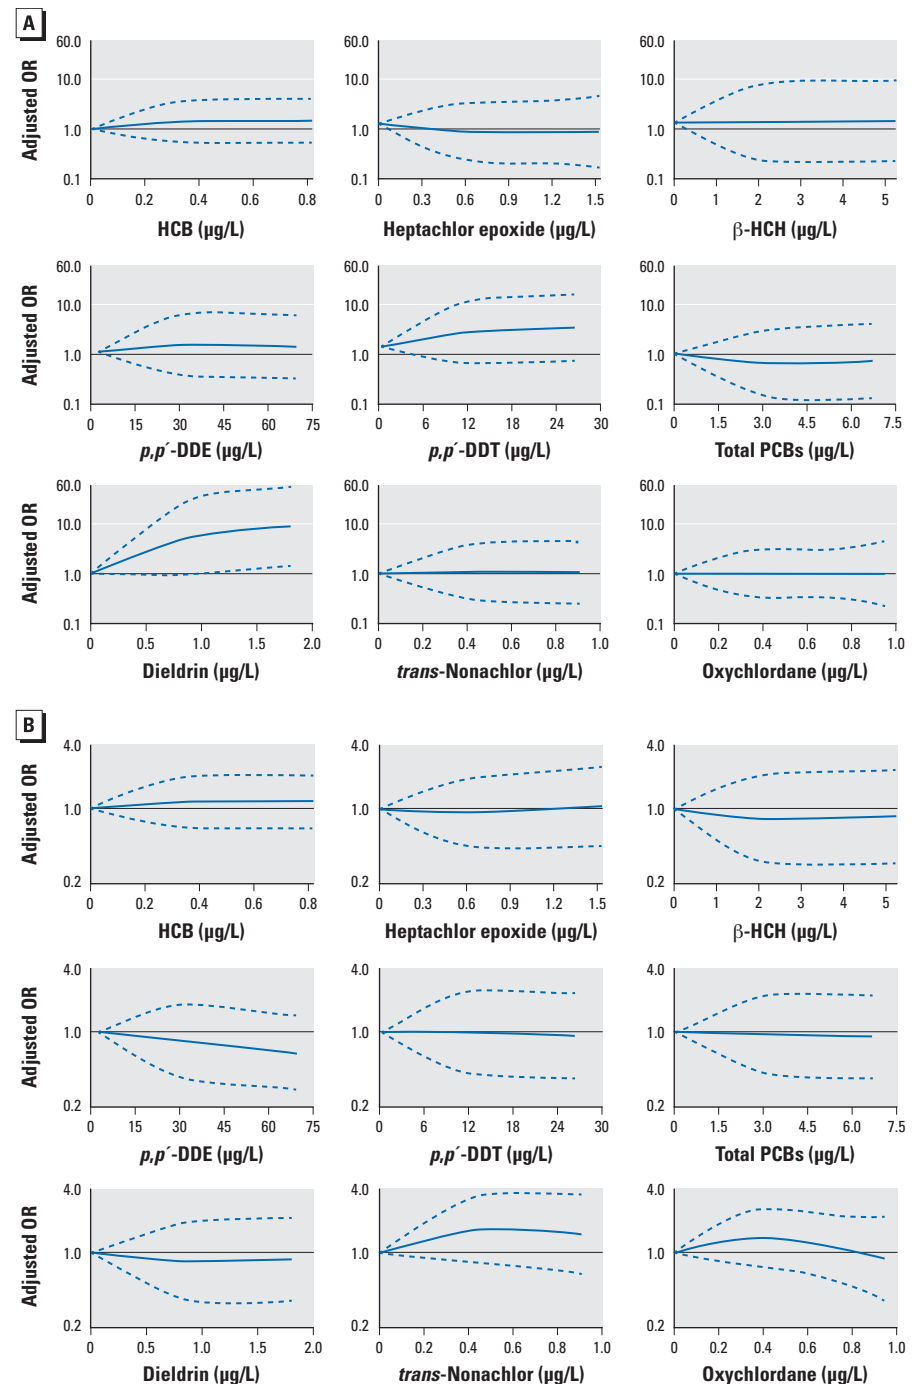 A
60.0 60.0 60.0
10.0 10.0 10.0
Adjusted OR
1.0 1.0 1.0
0.1 0.1 0.1
0 0.2 0.4 0.6 0.8 0 0.3 0.6 0.9 1.2 1.5 0 1 2 3 4 5
HCB (µg/L) Heptachlor epoxide (µg/L) β-HCH (µg/L)
60.0 60.0 60.0
10.0 10.0 10.0
Adjusted OR
1.0 1.0 1.0
0.1 0.1 0.1
0 15 30 45 60 75 0 6 12 18 24 30 0 1.5 3.0 4.5 6.0 7.5
p,p´-DDE (µg/L) p,p´-DDT (µg/L) Total PCBs (µg/L)
60.0 60.0 60.0
10.0 10.0 10.0
Adjusted OR
1.0 1.0 1.0
0.1 0.1 0.1
0 0.5 1.0 1.5 2.0 0 0.2 0.4 0.6 0.8 1.0 0 0.2 0.4 0.6 0.8 1.0
Dieldrin (µg/L) trans-Nonachlor (µg/L) Oxychlordane (µg/L)
B
4.0 4.0 4.0
Adjusted OR
1.0 1.0 1.0
0.2 0.2 0.2
0 0.2 0.4 0.6 0.8 0 0.3 0.6 0.9 1.2 1.5 0 1 2 3 4 5
HCB (µg/L) Heptachlor epoxide (µg/L) β-HCH (µg/L)
4.0 4.0 4.0
Adjusted OR
1.0 1.0 1.0
0.2 0.2 0.2
0 15 30 45 60 75 0 6 12 18 24 30 0 1.5 3.0 4.5 6.0 7.5
p,p´-DDE (µg/L) p,p´-DDT (µg/L) Total PCBs (µg/L)
4.0 4.0 4.0
Adjusted OR
1.0 1.0 1.0
0.2 0.2 0.2
0 0.5 1.0 1.5 2.0 0 0.2 0.4 0.6 0.8 1.0 0 0.2 0.4 0.6 0.8 1.0
Dieldrin (µg/L) trans-Nonachlor (µg/L) Oxychlordane (µg/L)